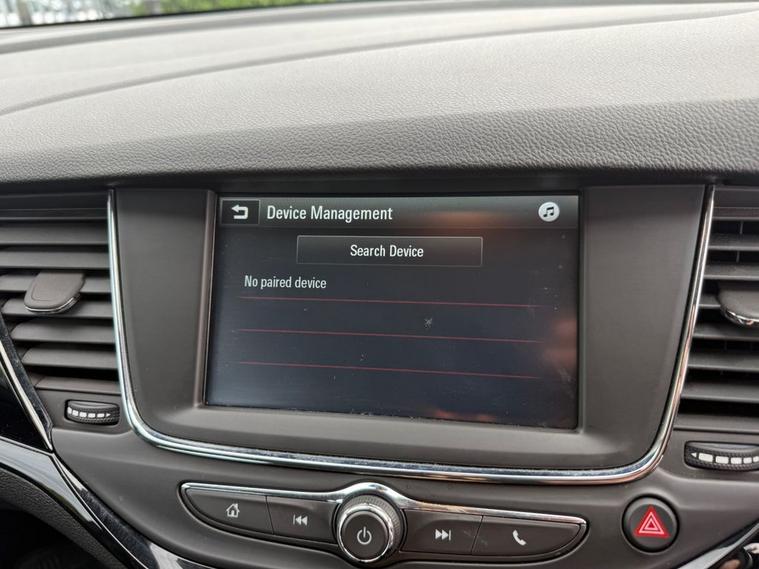 Device Management
Search Device
No paired device